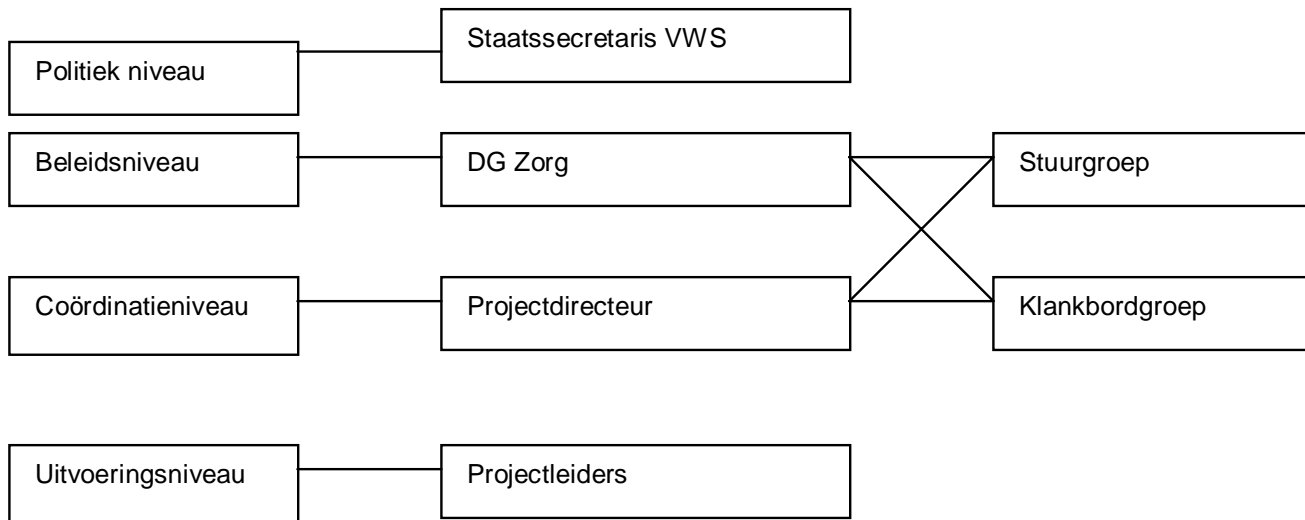 Politiek niveau
Staatssecretaris VWS
Beleidsniveau
DG Zorg
Stuurgroep
Coördinatieniveau
Projectdirecteur
Klankbordgroep
Uitvoeringsniveau
Projectleiders